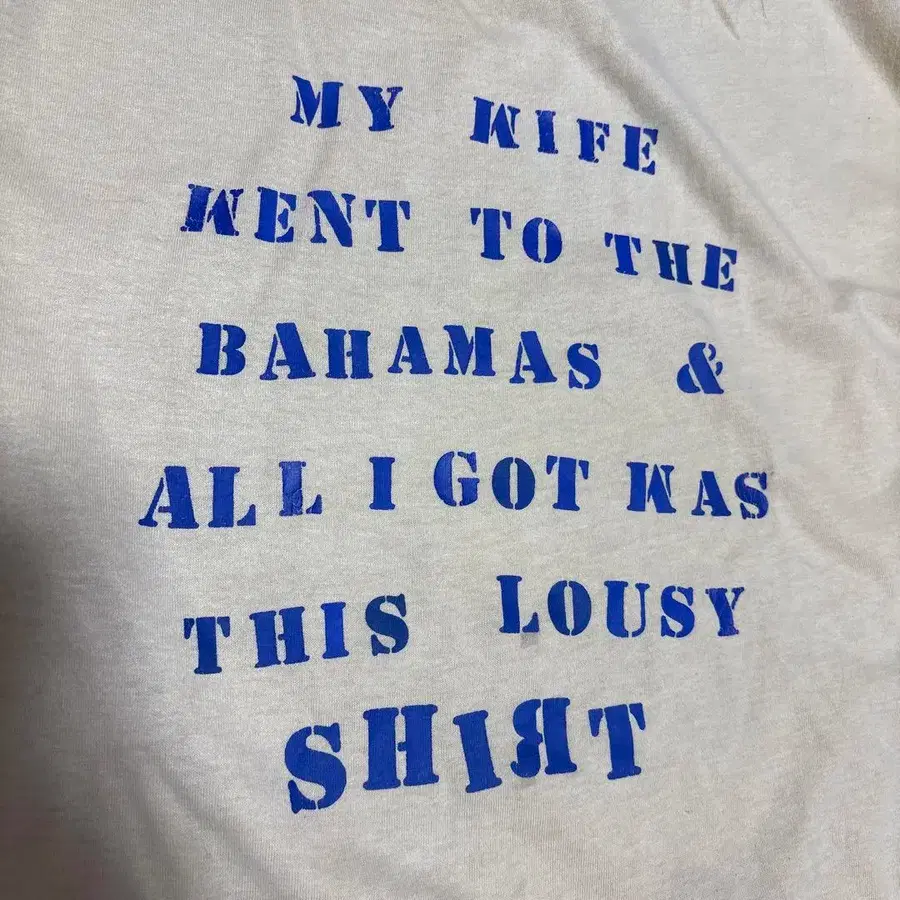 MY WIFE
WENT TO THE
BAHAMAS &
ALL I GOT WAS
THIS LOUSY
SHIRT